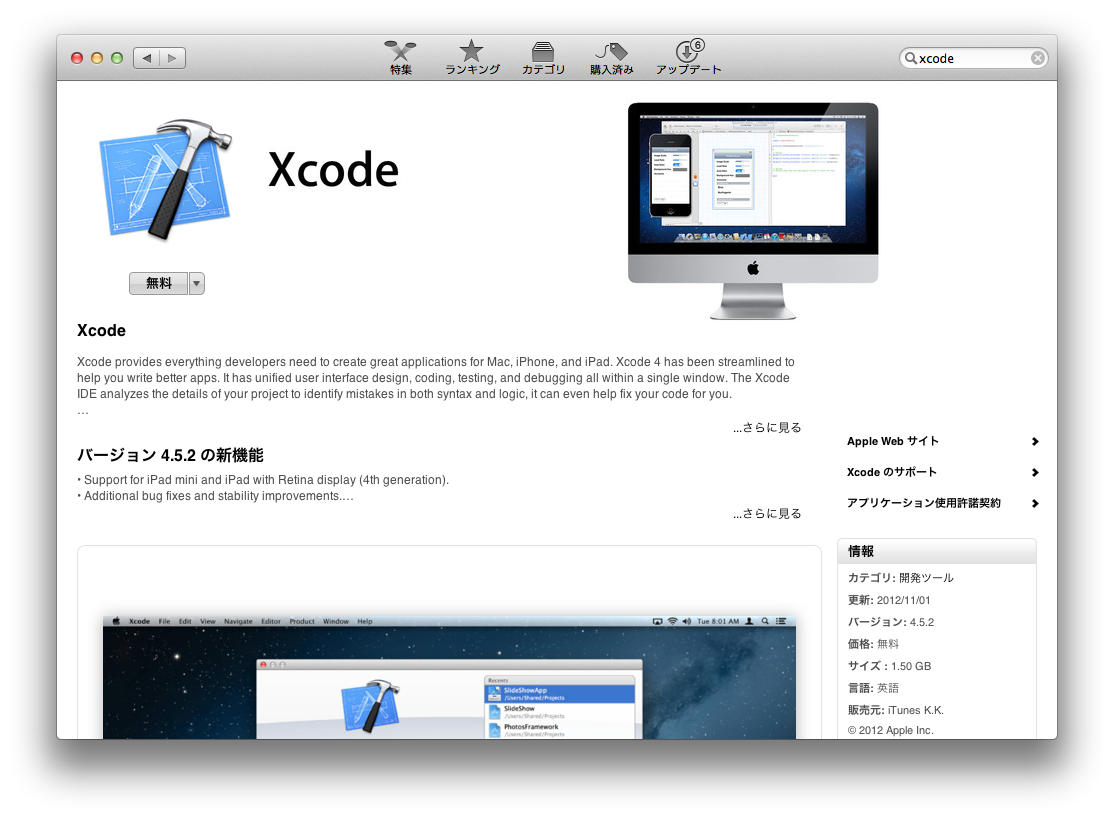 特集
ランキング
カテゴリ
購入済み
アップデート
6
xcode
Xcode
無料
Xcode
Xcode provides everything developers need to create great applications for Mac, iPhone, and iPad. Xcode 4 has been streamlined to
help you write better apps. It has unified user interface design, coding, testing, and debugging all within a single window. The Xcode
IDE analyzes the details of your project to identify mistakes in both syntax and logic, it can even help fix your code for you.
…
...さらに見る
バージョン 4.5.2 の新機能
• Support for iPad mini and iPad with Retina display (4th generation).
• Additional bug fixes and stability improvements.…
...さらに見る
Apple Web サイト
Xcode のサポート
アプリケーション使用許諾契約
情報
カテゴリ: 開発ツール
更新: 2012/11/01
バージョン: 4.5.2
価格: 無料
サイズ : 1.50 GB
言語: 英語
販売元: iTunes K.K.
© 2012 Apple Inc.
Xcode File Edit View Navigate Editor Product Window Help
Tue 8:01 AM
Recents
SlideShowApp
/Users/Shared/Projects
SlideShow
/Users/Shared/Projects
PhotosFramework
/Users/Shared/Projects